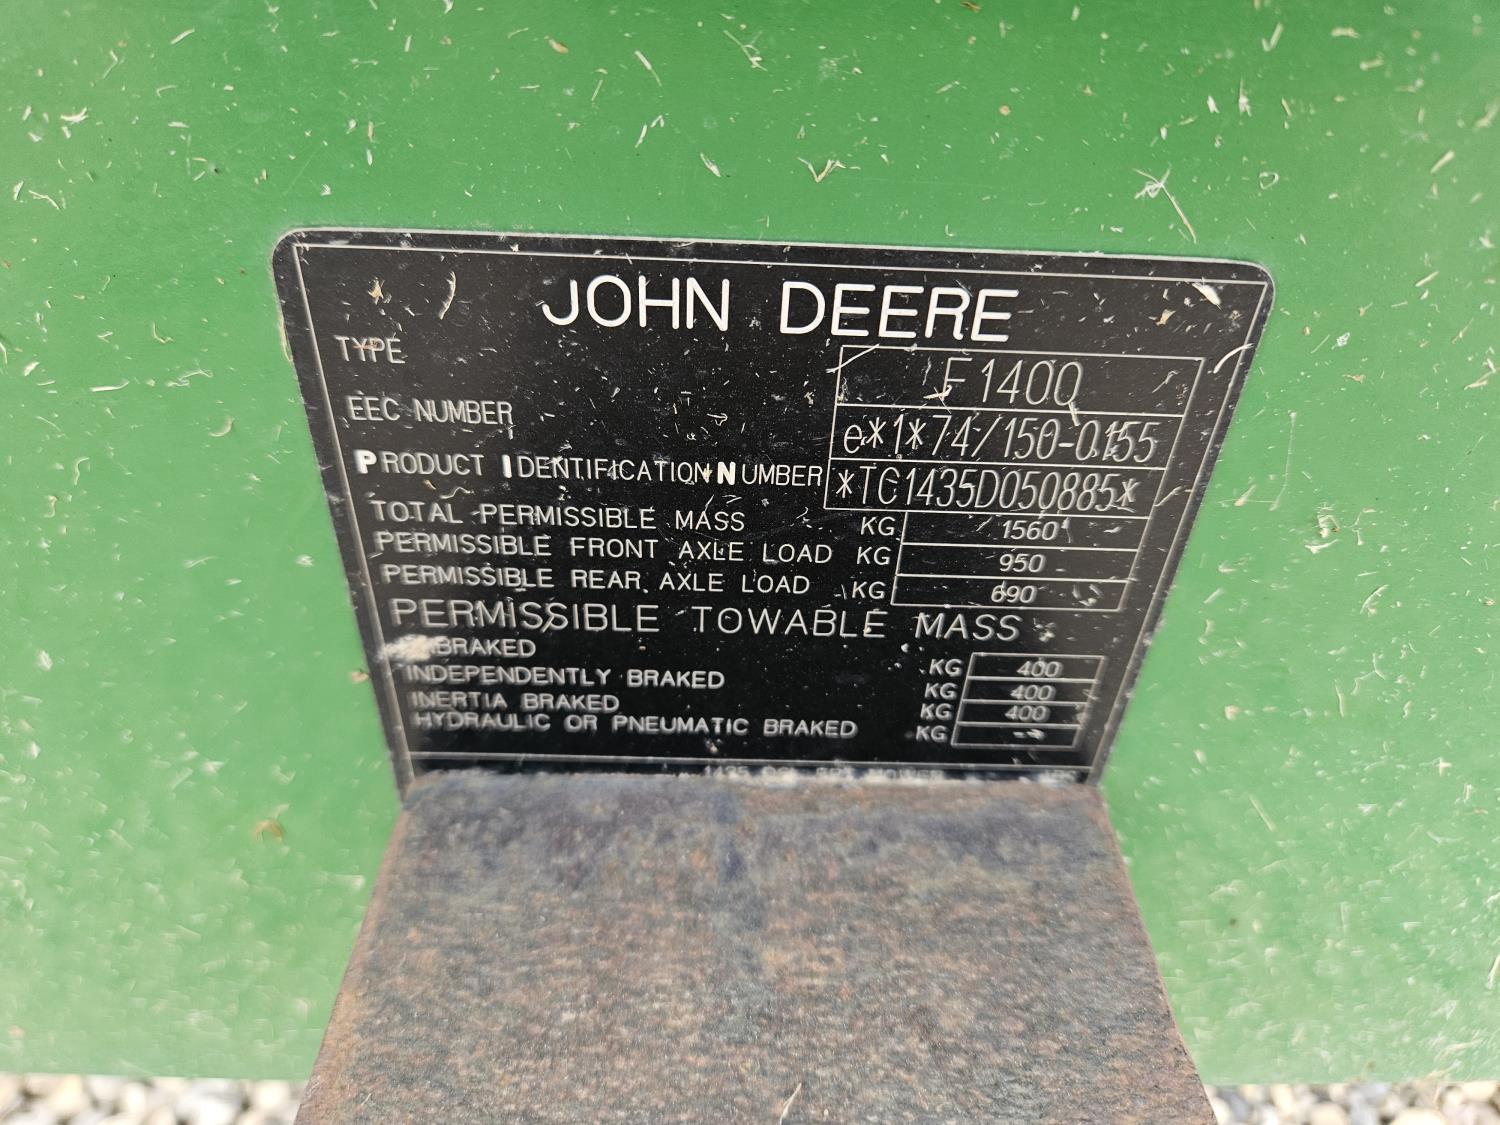 JOHN DEERE
TYPE F1400
EEC NUMBER e*1*74/150-0155
PRODUCT IDENTIFICATION NUMBER *TC1435D050885*
TOTAL PERMISSIBLE MASS KG 1560
PERMISSIBLE FRONT AXLE LOAD KG 950
PERMISSIBLE REAR AXLE LOAD KG 690
PERMISSIBLE TOWABLE MASS
BRAKED KG 400
INDEPENDENTLY BRAKED KG 400
INERTIA BRAKED KG 400
HYDRAULIC OR PNEUMATIC BRAKED KG --
1435 MOWER